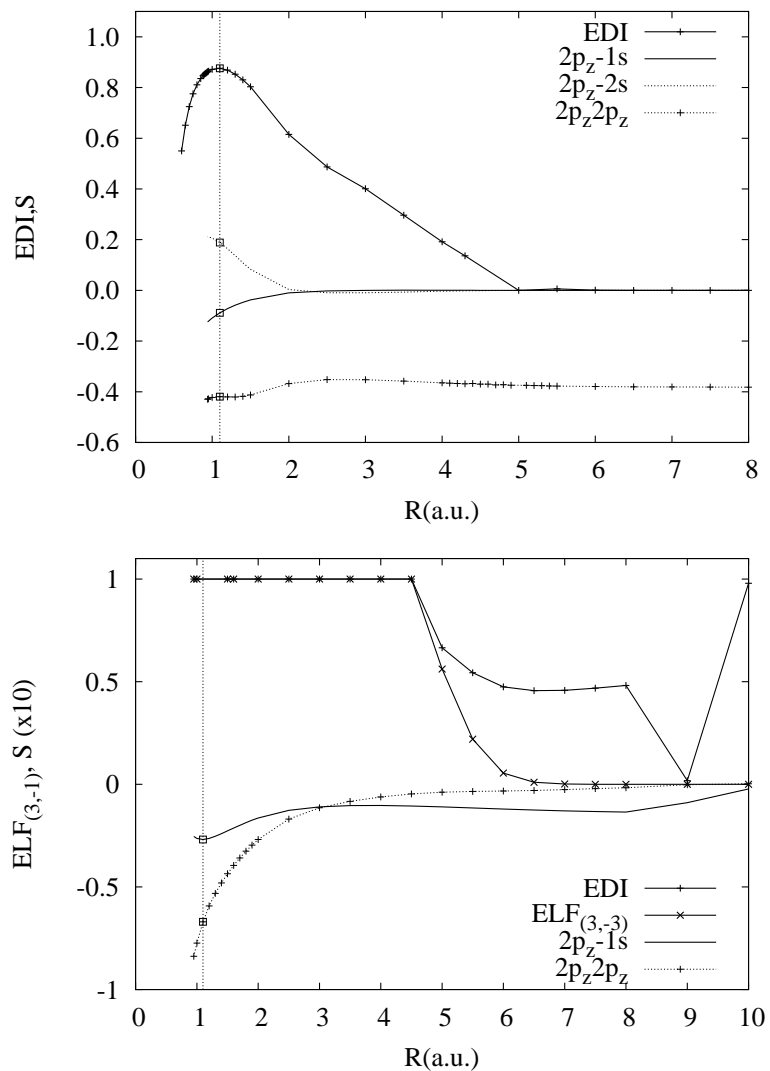 EDI
2p_z-1s
2p_z-2s
2p_z2p_z
1.0
0.8
0.6
0.4
0.2
0.0
-0.2
-0.4
-0.6
EDI,S
0 1 2 3 4 5 6 7 8
R(a.u.)
1
0.5
0
-0.5
-1
ELF_(3,-1), S (x10)
EDI
ELF_(3,-3)
2p_z-1s
2p_z2p_z
0 1 2 3 4 5 6 7 8 9 10
R(a.u.)